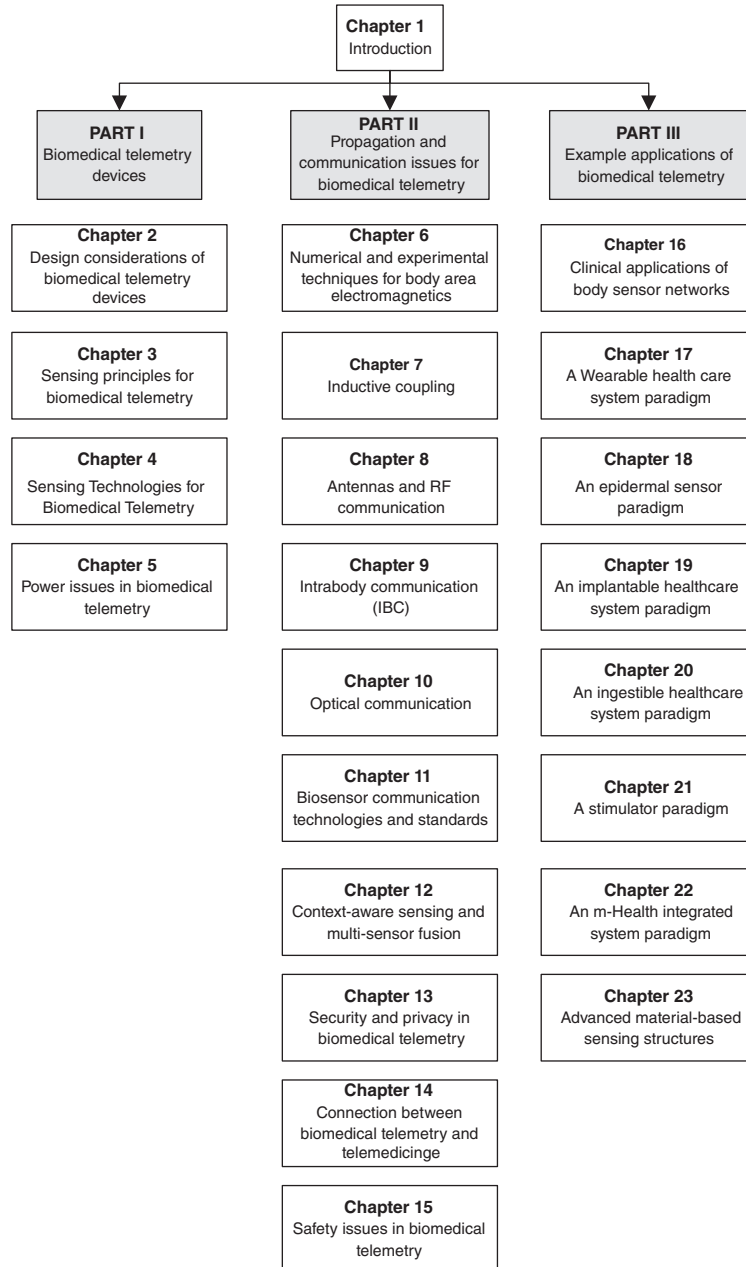 Chapter 1
Introduction
PART I
Biomedical telemetry
devices
PART II
Propagation and
communication issues for
biomedical telemetry
PART III
Example applications of
biomedical telemetry
Chapter 2
Design considerations of
biomedical telemetry
devices
Chapter 3
Sensing principles for
biomedical telemetry
Chapter 4
Sensing Technologies for
Biomedical Telemetry
Chapter 5
Power issues in biomedical
telemetry
Chapter 6
Numerical and experimental
techniques for body area
electromagnetics
Chapter 7
Inductive coupling
Chapter 8
Antennas and RF
communication
Chapter 9
Intrabody communication
(IBC)
Chapter 10
Optical communication
Chapter 11
Biosensor communication
technologies and standards
Chapter 12
Context-aware sensing and
multi-sensor fusion
Chapter 13
Security and privacy in
biomedical telemetry
Chapter 14
Connection between
biomedical telemetry and
telemedicinge
Chapter 15
Safety issues in biomedical
telemetry
Chapter 16
Clinical applications of
body sensor networks
Chapter 17
A Wearable health care
system paradigm
Chapter 18
An epidermal sensor
paradigm
Chapter 19
An implantable healthcare
system paradigm
Chapter 20
An ingestible healthcare
system paradigm
Chapter 21
A stimulator paradigm
Chapter 22
An m-Health integrated
system paradigm
Chapter 23
Advanced material-based
sensing structures